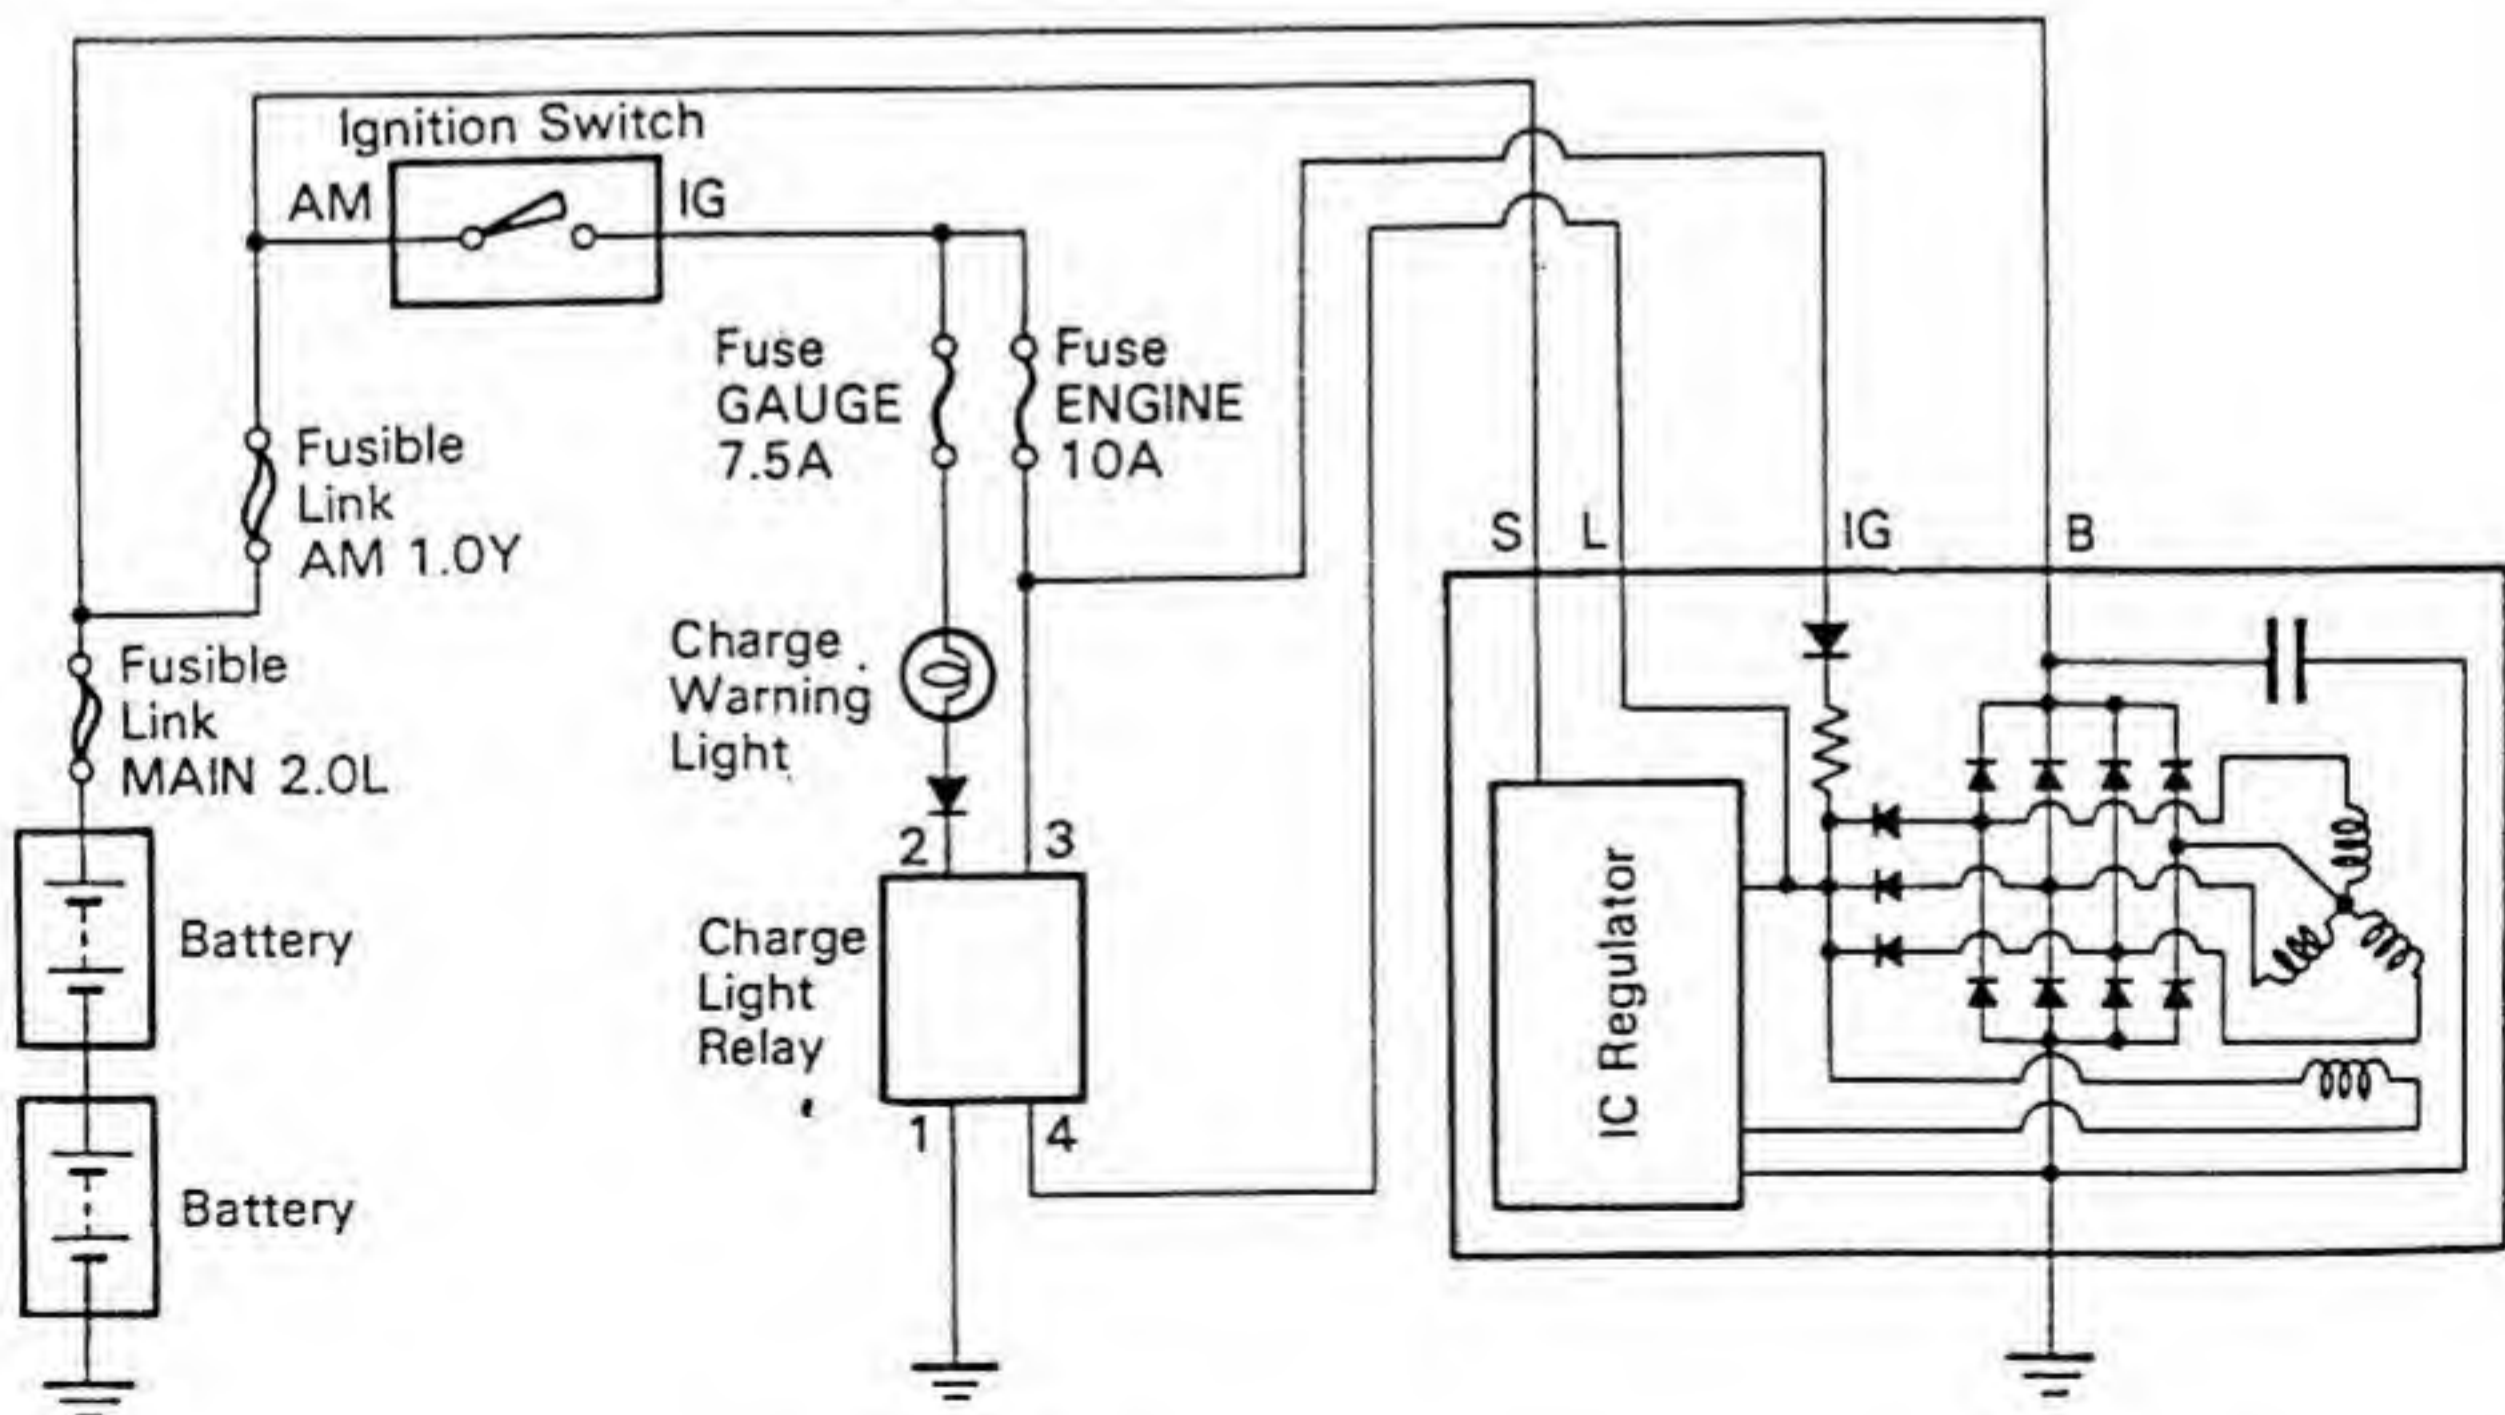 Ignition Switch
AM
IG
Fuse
GAUGE
7.5A
Fuse
ENGINE
10A
Fusible
Link
AM 1.0Y
S
L
IG
B
Fusible
Link
MAIN 2.0L
Charge
Warning
Light
2
3
Battery
Charge
Light
Relay
IC Regulator
1
4
Battery